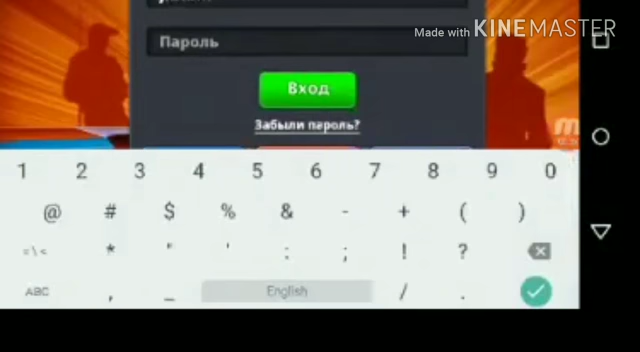 Made with KINEMASTER
Пароль
Вход
Забыли пароль?
1 2 3 4 5 6 7 8 9 0
@ # $ % & - + ( )
=\< * " ' : ; ! ?
ABC , _ English / .